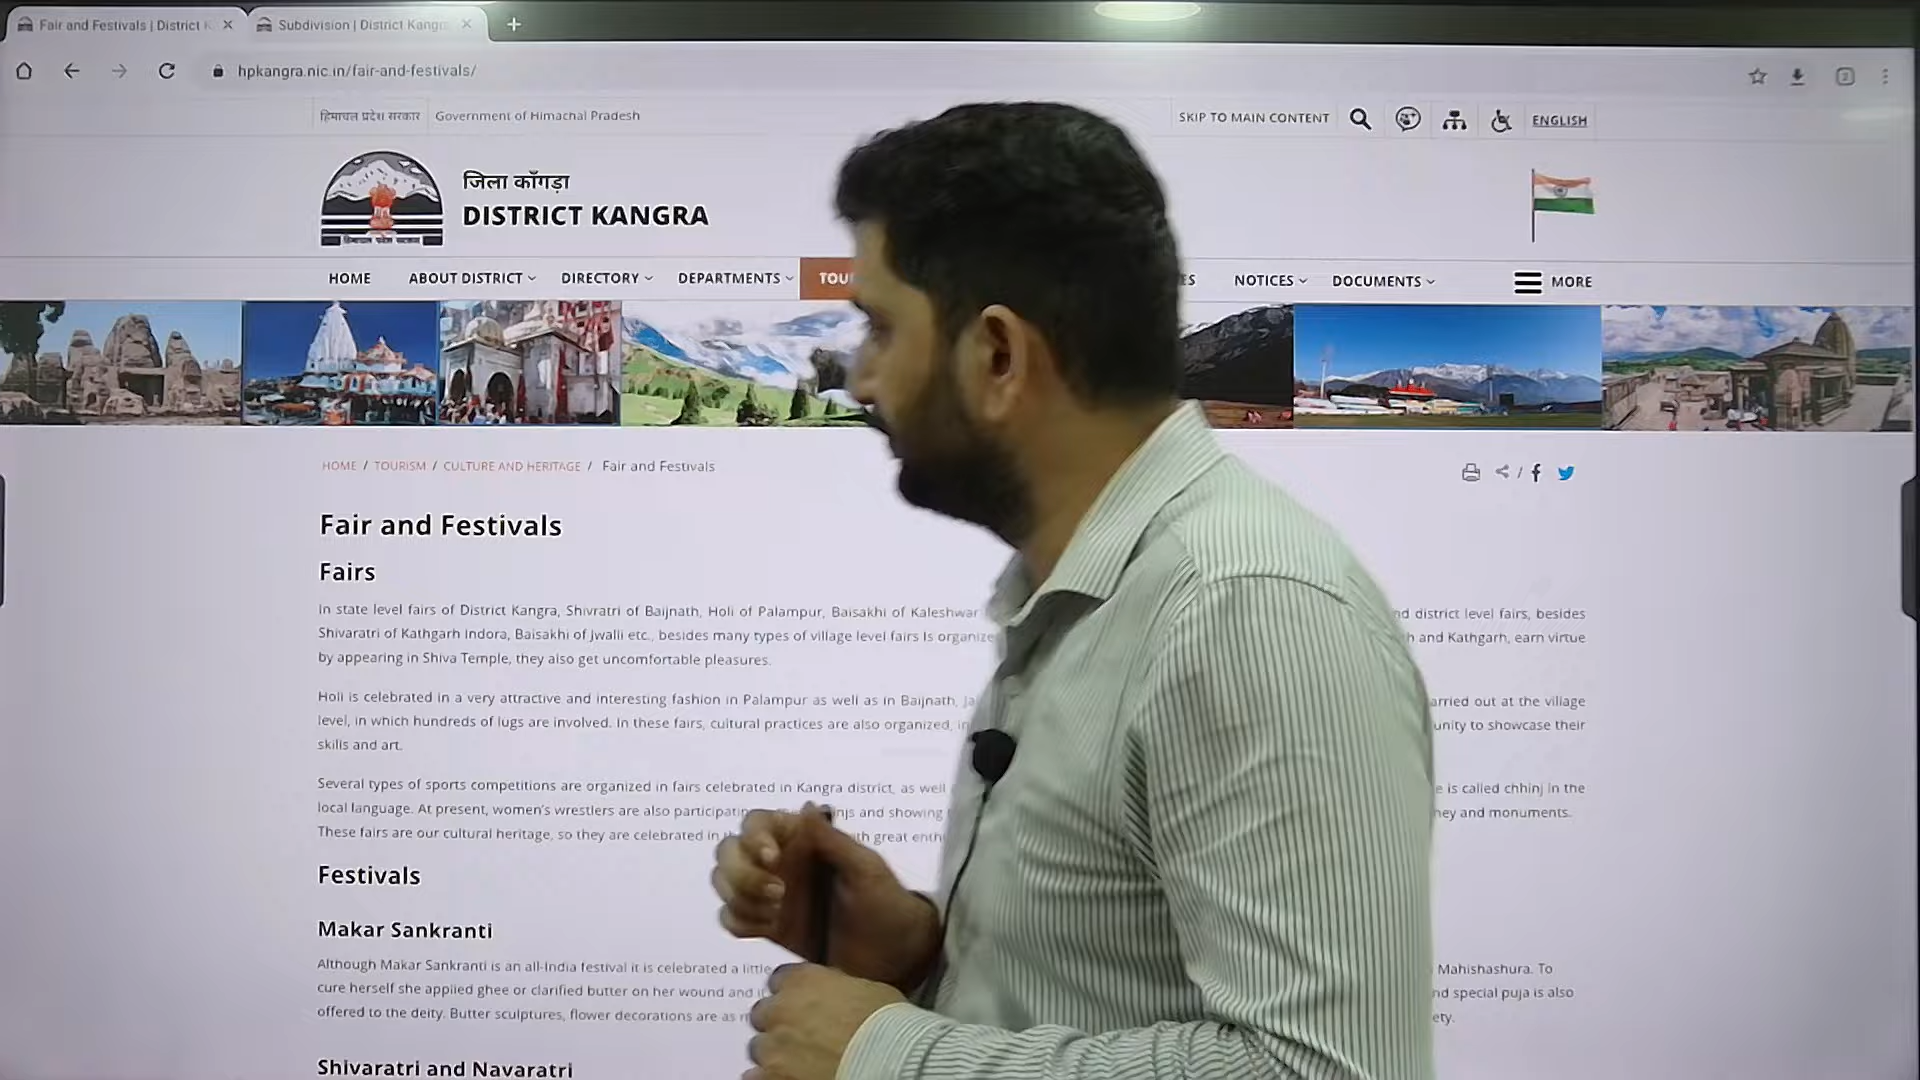 Fair and Festivals | District K
Subdivision | District Kangra
hpkangra.nic.in/fair-and-festivals/
हिमाचल प्रदेश सरकार Government of Himachal Pradesh
SKIP TO MAIN CONTENT ENGLISH
जिला काँगड़ा
DISTRICT KANGRA
HOME ABOUT DISTRICT DIRECTORY DEPARTMENTS TOU ES NOTICES DOCUMENTS MORE
HOME / TOURISM / CULTURE AND HERITAGE / Fair and Festivals
Fair and Festivals
Fairs
In state level fairs of District Kangra, Shivratri of Baijnath, Holi of Palampur, Baisakhi of Kaleshwar nd district level fairs, besides
Shivaratri of Kathgarh Indora, Baisakhi of Jwalli etc., besides many types of village level fairs Is organize h and Kathgarh, earn virtue
by appearing in Shiva Temple, they also get uncomfortable pleasures.
Holi is celebrated in a very attractive and interesting fashion in Palampur as well as in Baijnath, Ja arried out at the village
level, in which hundreds of lugs are involved. In these fairs, cultural practices are also organized, in unity to showcase their
skills and art.
Several types of sports competitions are organized in fairs celebrated in Kangra district, as well e is called chhinj in the
local language. At present, women's wrestlers are also participatin njs and showing ney and monuments.
These fairs are our cultural heritage, so they are celebrated in th th great enth
Festivals
Makar Sankranti
Although Makar Sankranti is an all-India festival it is celebrated a little Mahishashura. To
cure herself she applied ghee or clarified butter on her wound and i nd special puja is also
offered to the deity. Butter sculptures, flower decorations are as m ety.
Shivaratri and Navaratri